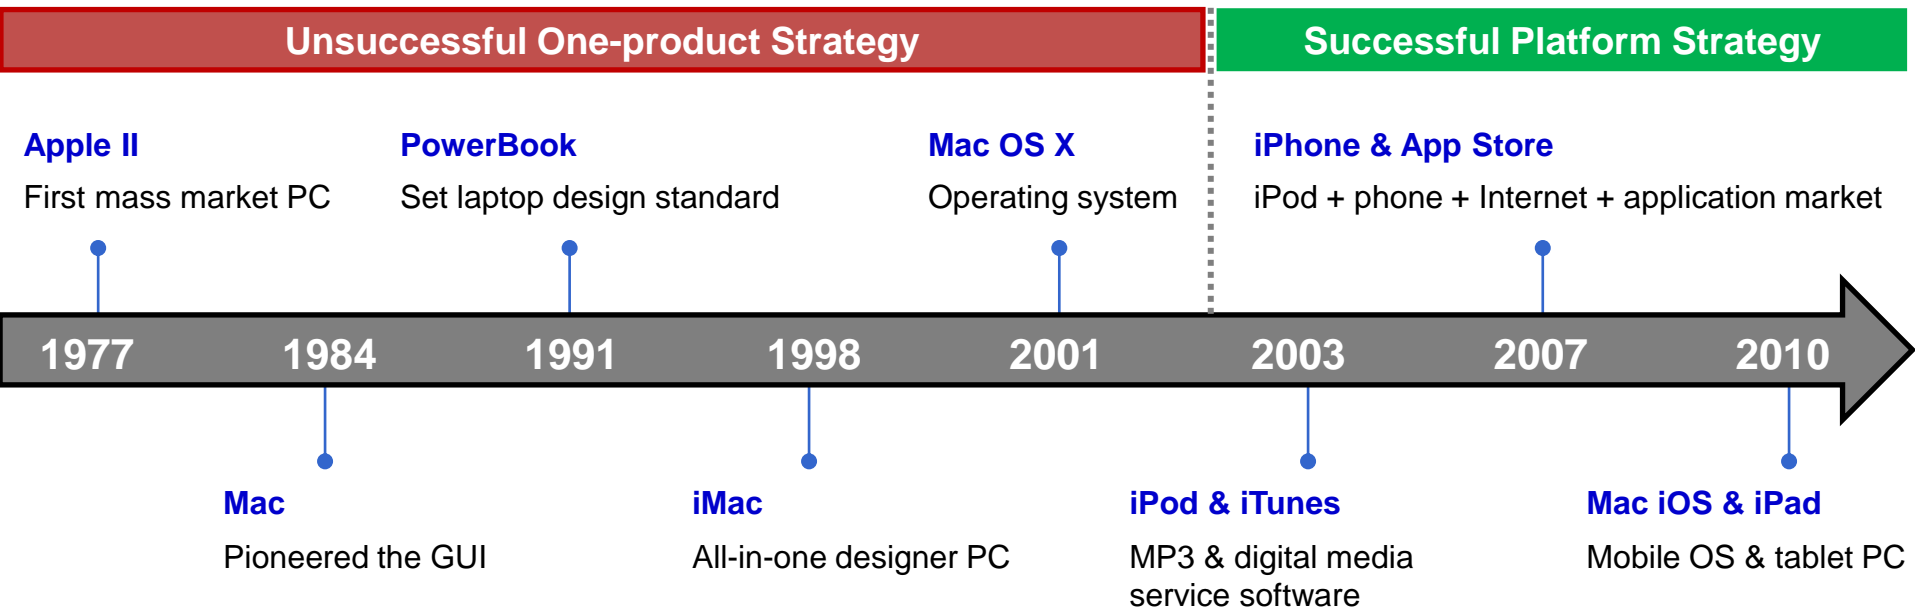 Unsuccessful One-product Strategy
Successful Platform Strategy
Apple II
First mass market PC
PowerBook
Set laptop design standard
Mac OS X
Operating system
iPhone & App Store
iPod + phone + Internet + application market
1977 1984 1991 1998 2001 2003 2007 2010
Mac
Pioneered the GUI
iMac
All-in-one designer PC
iPod & iTunes
MP3 & digital media
service software
Mac iOS & iPad
Mobile OS & tablet PC